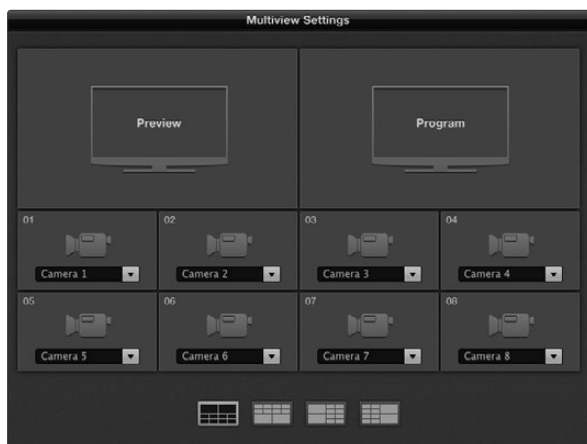 Multiview Settings
Preview
Program
01
02
03
04
Camera 1
Camera 2
Camera 3
Camera 4
05
06
07
08
Camera 5
Camera 6
Camera 7
Camera 8